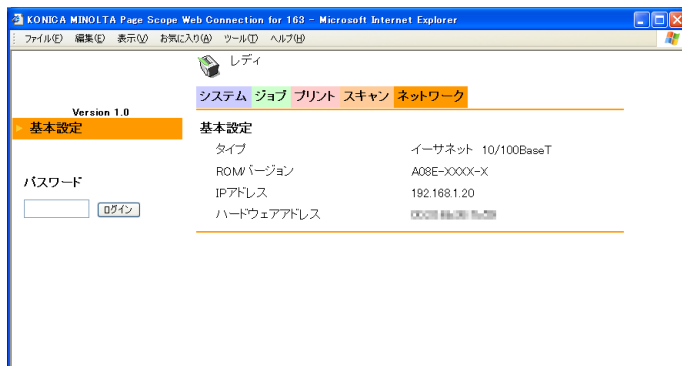 KONICA MINOLTA Page Scope Web Connection for 163 - Microsoft Internet Explorer
ファイル(F) 編集(E) 表示(V) お気に入り(A) ツール(T) ヘルプ(H)
レディ
システム ジョブ プリント スキャン ネットワーク
Version 1.0
基本設定
パスワード
ログイン
基本設定
タイプ イーサネット 10/100BaseT
ROMバージョン A08E-XXXX-X
IPアドレス 192.168.1.20
ハードウェアアドレス